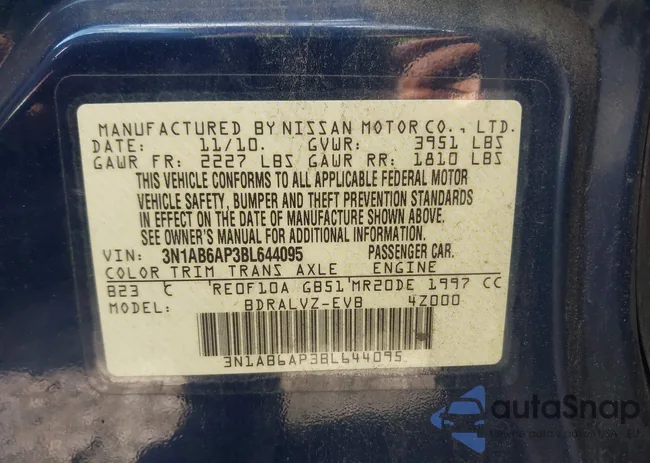 MANUFACTURED BY NISSAN MOTOR CO., LTD.
DATE: 11/10. GVWR: 3951 LBS
GAWR FR: 2227 LBS GAWR RR: 1810 LBS
THIS VEHICLE CONFORMS TO ALL APPLICABLE FEDERAL MOTOR
VEHICLE SAFETY, BUMPER AND THEFT PREVENTION STANDARDS
IN EFFECT ON THE DATE OF MANUFACTURE SHOWN ABOVE.
SEE OWNER'S MANUAL FOR ADDITIONAL INFORMATION.
VIN: 3N1AB6AP3BL644095 PASSENGER CAR.
COLOR TRIM TRANS AXLE ENGINE
B23 C RE0F10A GB51 MR20DE 1997 CC
MODEL: BDRALVZ-EVB 4Z000
3N1AB6AP3BL644095
autoSnap